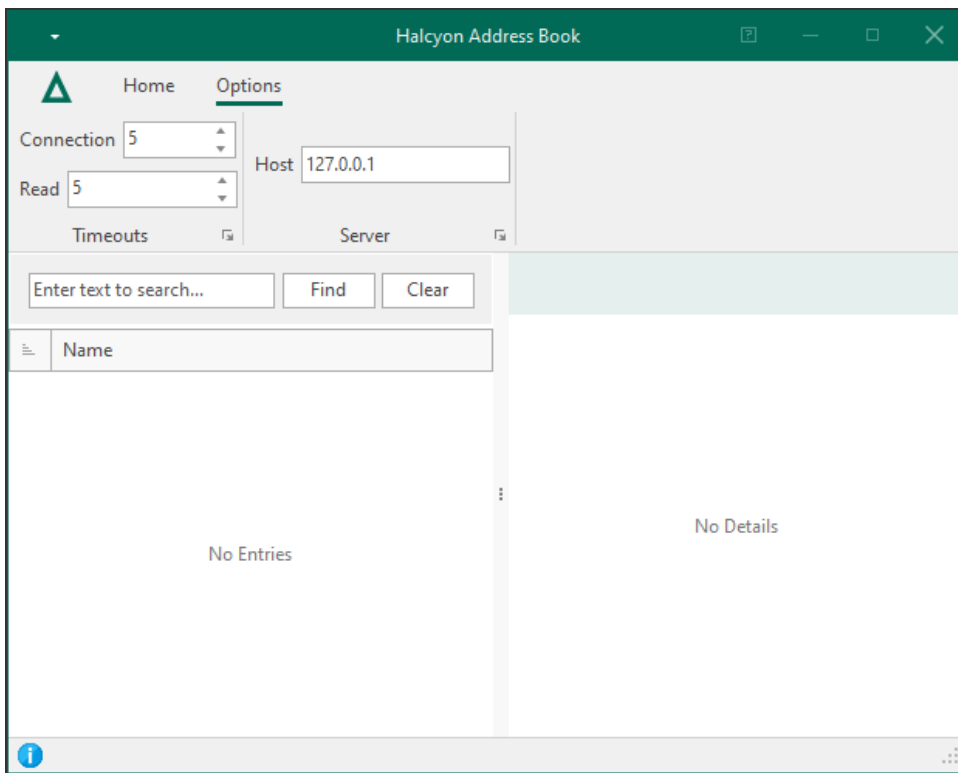 Halcyon Address Book
Home Options
Connection 5
Host 127.0.0.1
Read 5
Timeouts Server
Enter text to search... Find Clear
Name
No Entries
No Details